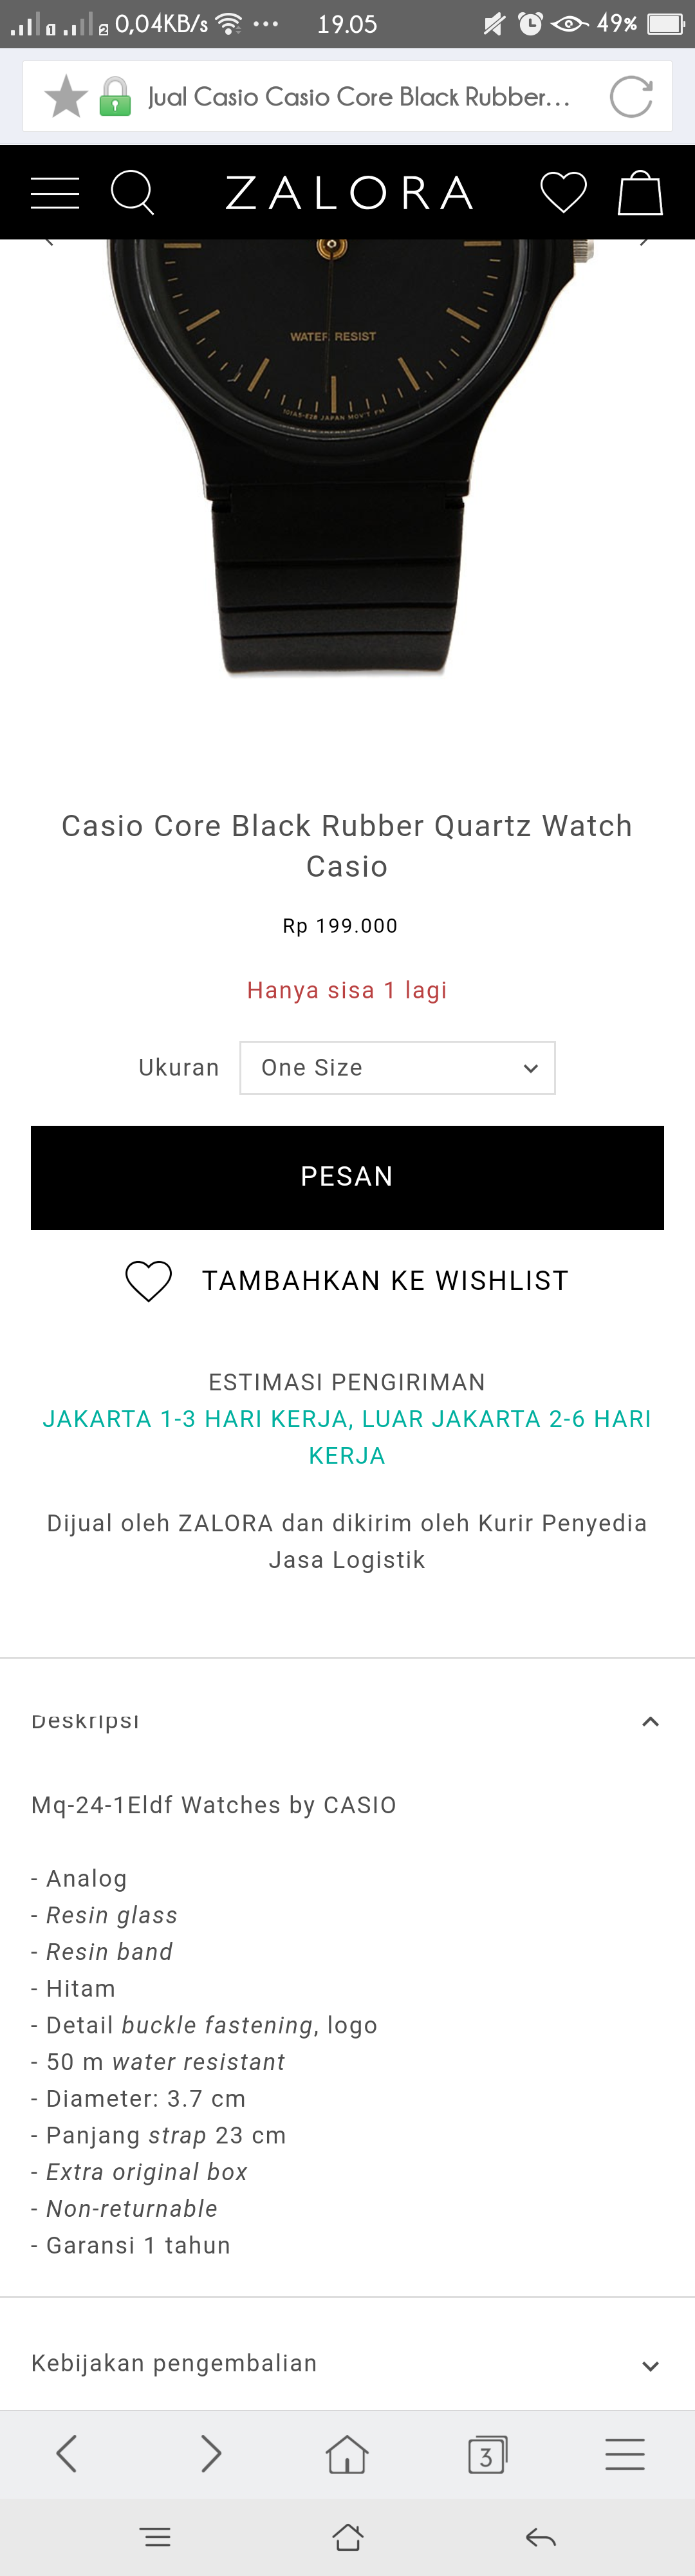 0,04KB/s
19.05
49%
Jual Casio Casio Core Black Rubber...
ZALORA
WATER RESIST
JAPAN MOV'T
Casio Core Black Rubber Quartz Watch
Casio
Rp 199.000
Hanya sisa 1 lagi
Ukuran
One Size
PESAN
TAMBAHKAN KE WISHLIST
ESTIMASI PENGIRIMAN
JAKARTA 1-3 HARI KERJA, LUAR JAKARTA 2-6 HARI
KERJA
Dijual oleh ZALORA dan dikirim oleh Kurir Penyedia
Jasa Logistik
Deskripsi
Mq-24-1Eldf Watches by CASIO
- Analog
- Resin glass
- Resin band
- Hitam
- Detail buckle fastening, logo
- 50 m water resistant
- Diameter: 3.7 cm
- Panjang strap 23 cm
- Extra original box
- Non-returnable
- Garansi 1 tahun
Kebijakan pengembalian
3